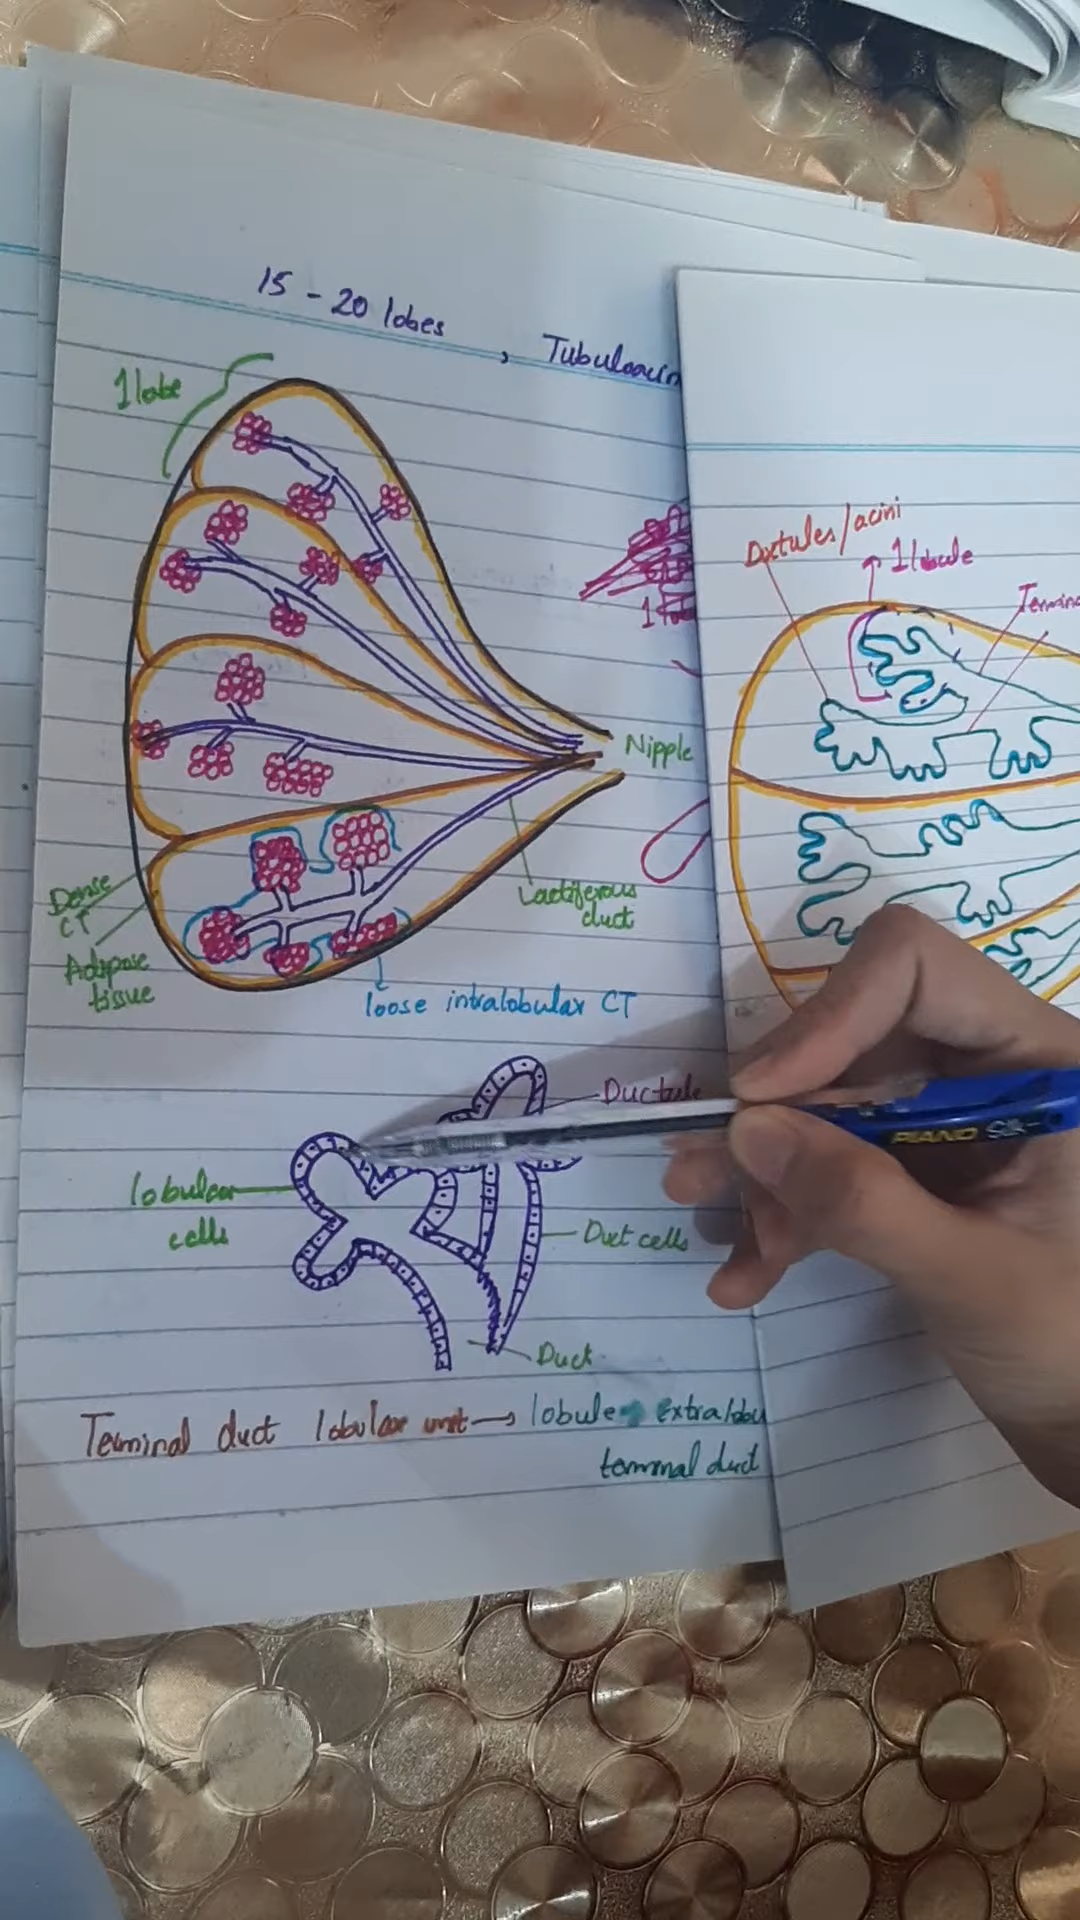 15 - 20 lobes , Tubuloacin
1 lobe
Nipple
Lactiferous
duct
Dense
CT
Adipose
tissue
loose intralobular CT
Ductules/acini
1 lobule
Ductule
lobular
cells
Duct cells
Duct
Terminal duct lobular unit → lobule extralobu
terminal duct
PIANO